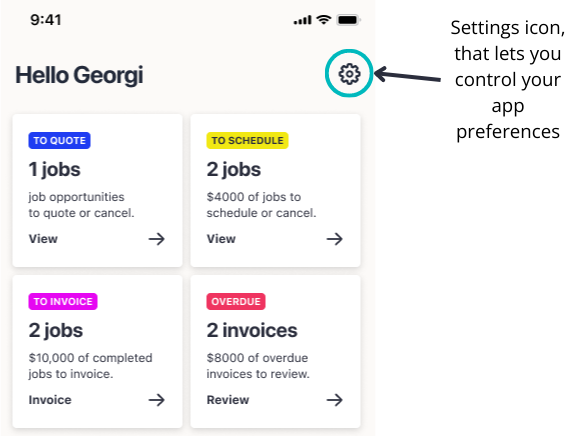 9:41
Settings icon,
that lets you
control your
app
preferences
Hello Georgi
TO QUOTE
1 jobs
job opportunities
to quote or cancel.
View
TO SCHEDULE
2 jobs
$4000 of jobs to
schedule or cancel.
View
TO INVOICE
2 jobs
$10,000 of completed
jobs to invoice.
Invoice
OVERDUE
2 invoices
$8000 of overdue
invoices to review.
Review